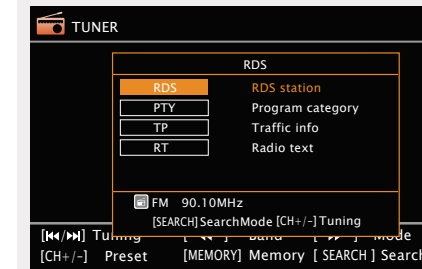 TUNER
RDS
RDS RDS station
PTY Program category
TP Traffic info
RT Radio text
FM 90.10MHz
[SEARCH] SearchMode [CH+/-] Tuning
[⏮/⏭] Tuning [ ◀◀ ] Band [ ▶▶ ] Mode
[CH+/-] Preset [MEMORY] Memory [ SEARCH ] Search